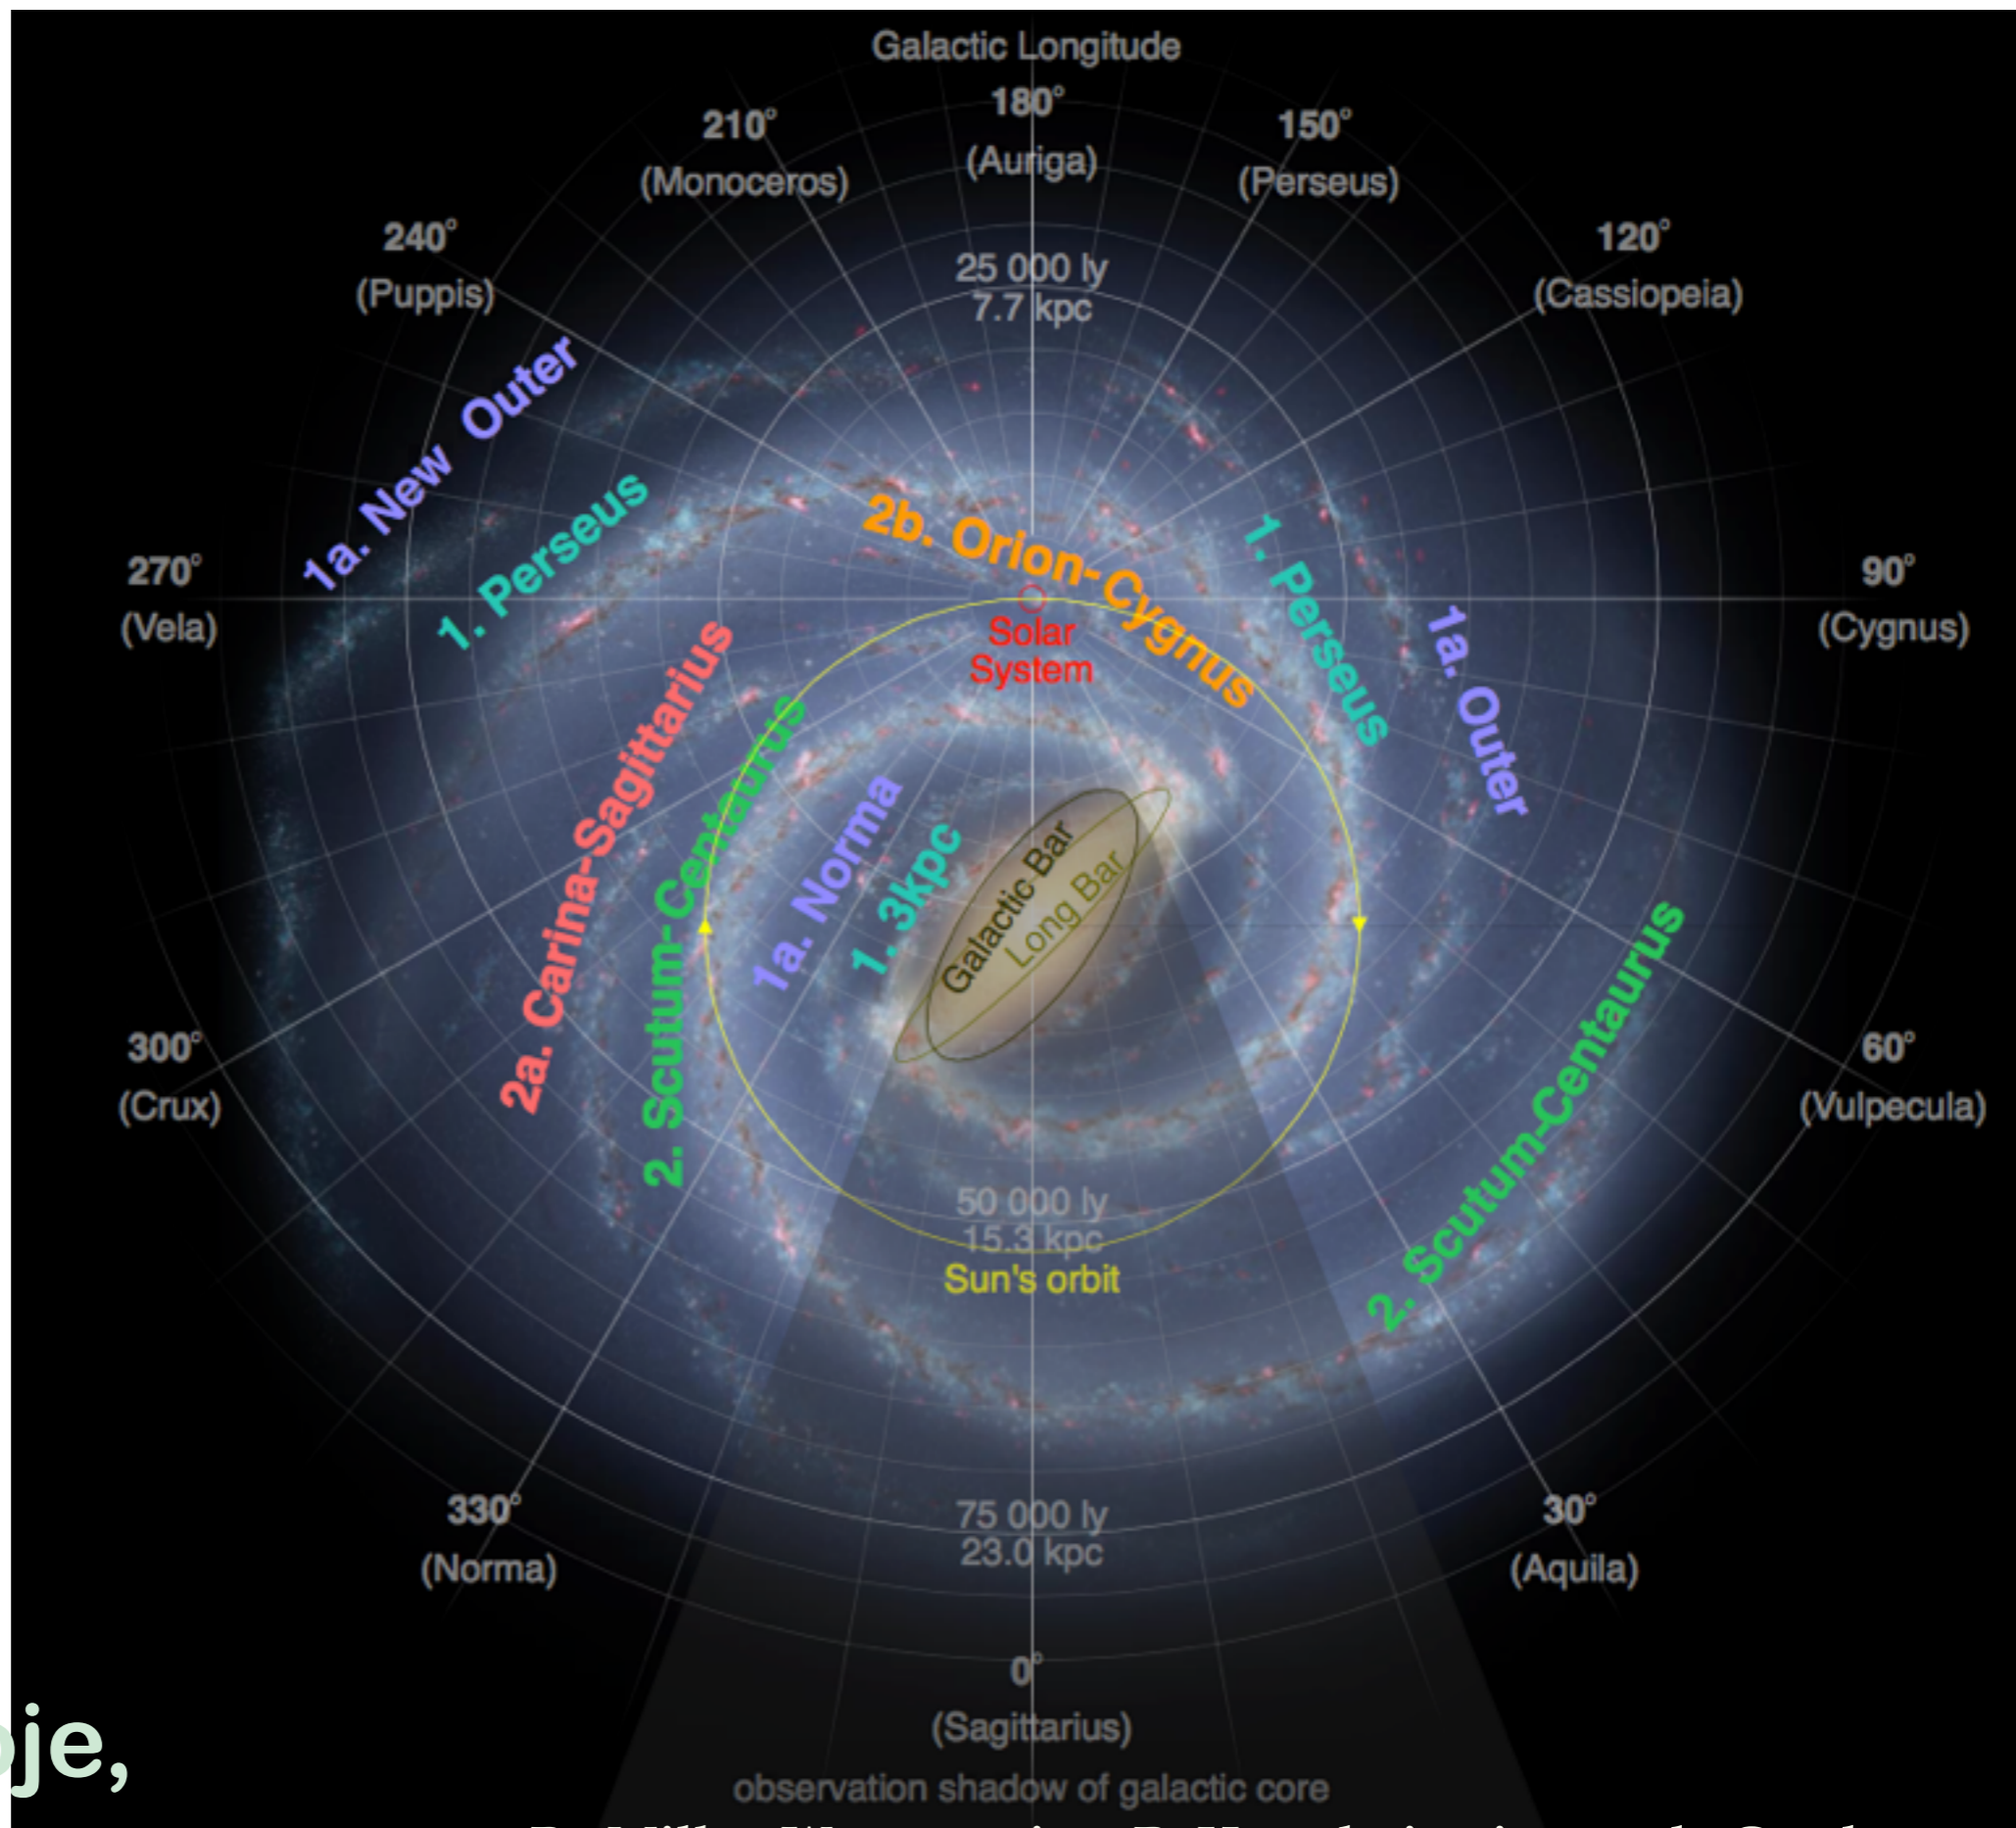 Galactic Longitude
180°
(Auriga)
210°
(Monoceros)
150°
(Perseus)
240°
(Puppis)
120°
(Cassiopeia)
25 000 ly
7.7 kpc
1a. New Outer
1. Perseus
2b. Orion-Cygnus
1. Perseus
270°
(Vela)
90°
(Cygnus)
Solar
System
1a. Outer
2a. Carina-Sagittarius
2. Scutum-Centaurus
1a. Norma
1. 3kpc
Galactic Bar
Long Bar
2. Scutum-Centaurus
300°
(Crux)
60°
(Vulpecula)
50 000 ly
15.3 kpc
Sun's orbit
330°
(Norma)
75 000 ly
23.0 kpc
30°
(Aquila)
0°
(Sagittarius)
je,
observation shadow of galactic core